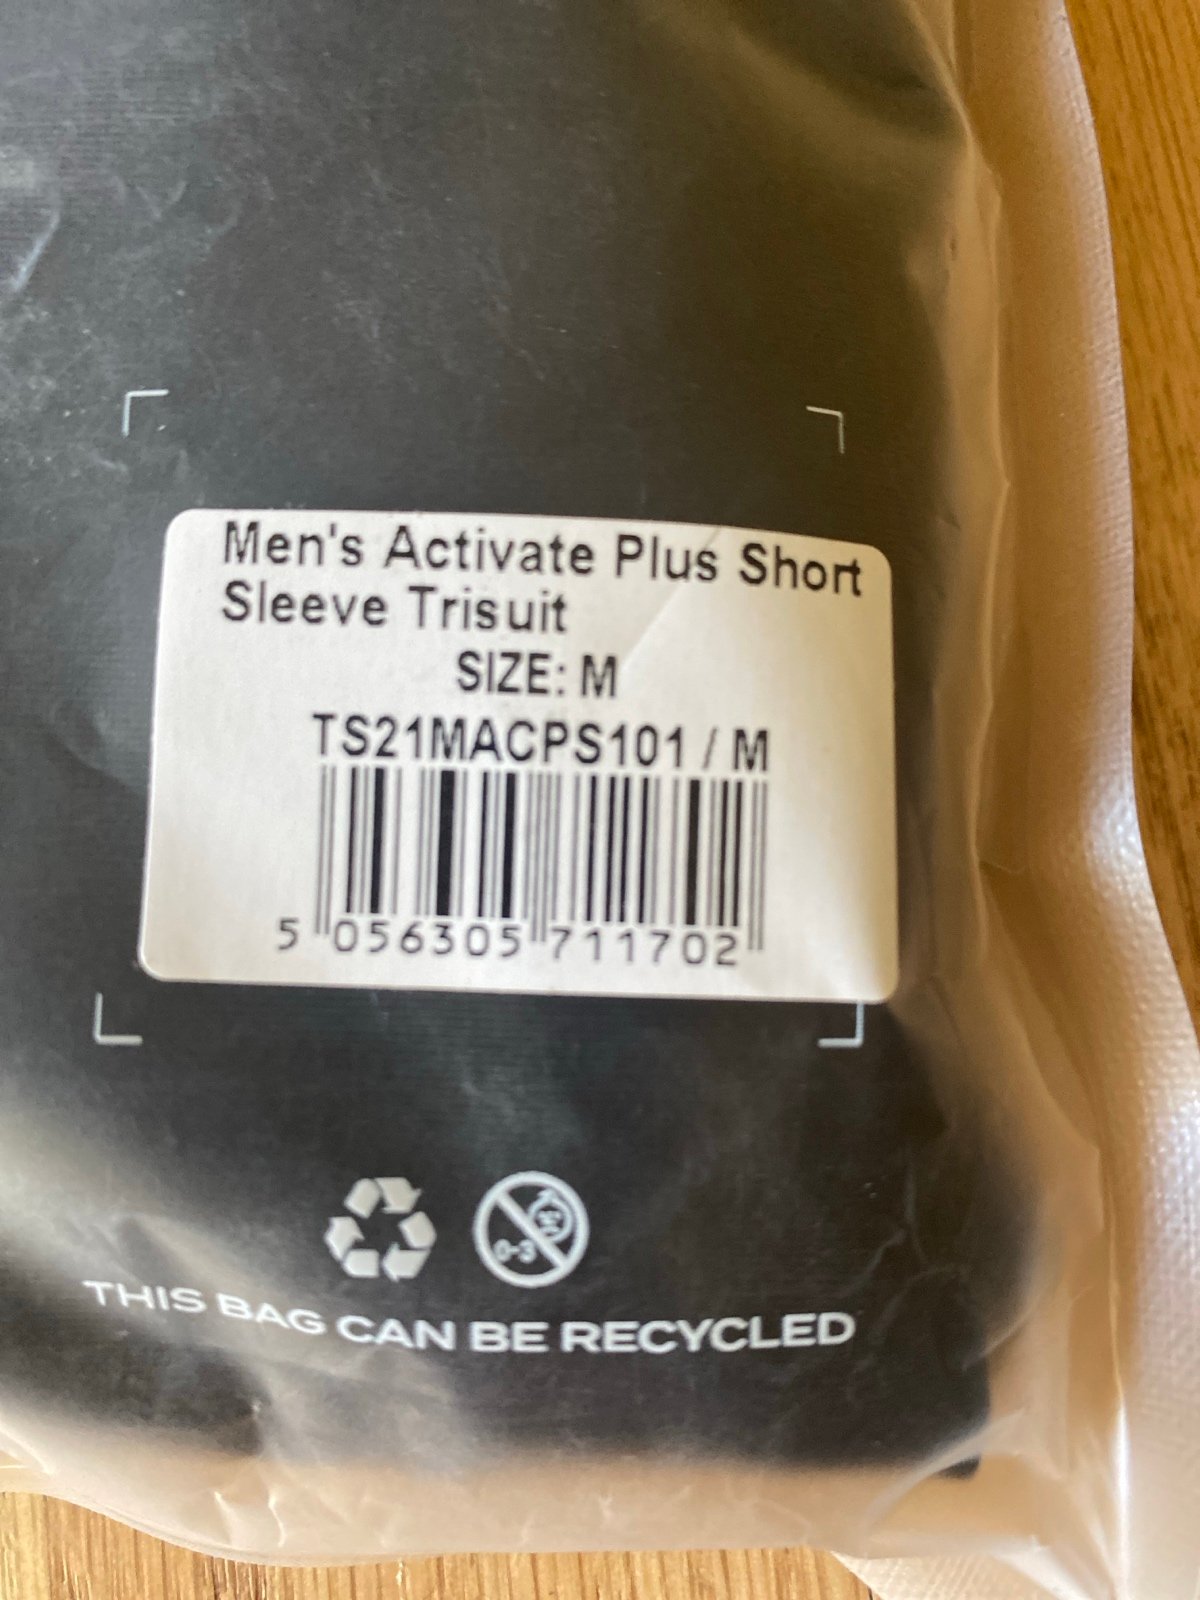 Men's Activate Plus Short
Sleeve Trisuit
SIZE: M
TS21MACPS101 / M
5 056305 711702
0-3
THIS BAG CAN BE RECYCLED